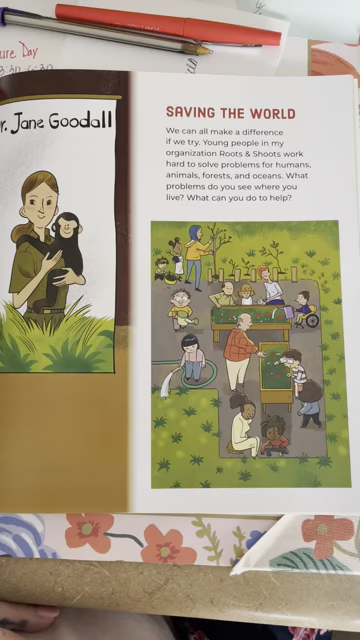 ure Day
r. Jane Goodall
SAVING THE WORLD
We can all make a difference
if we try. Young people in my
organization Roots & Shoots work
hard to solve problems for humans,
animals, forests, and oceans. What
problems do you see where you
live? What can you do to help?